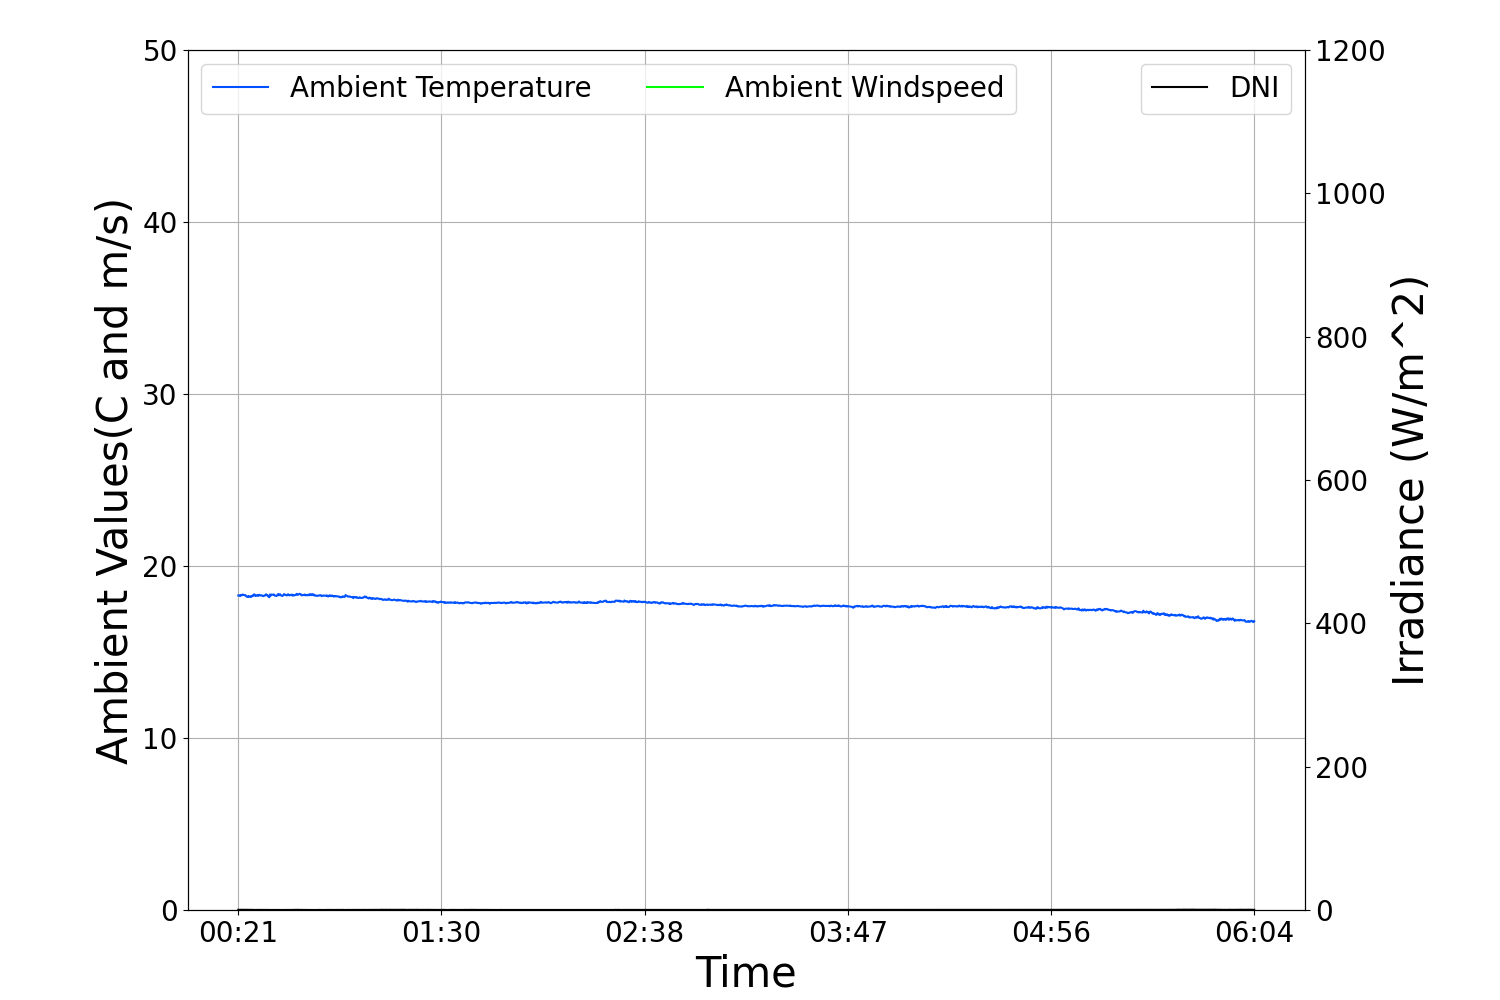 Ambient Temperature
Ambient Windspeed
DNI
Ambient Values(C and m/s)
50
40
30
20
10
0
1200
1000
800
600
400
200
0
Irradiance (W/m^2)
00:21 01:30 02:38 03:47 04:56 06:04
Time